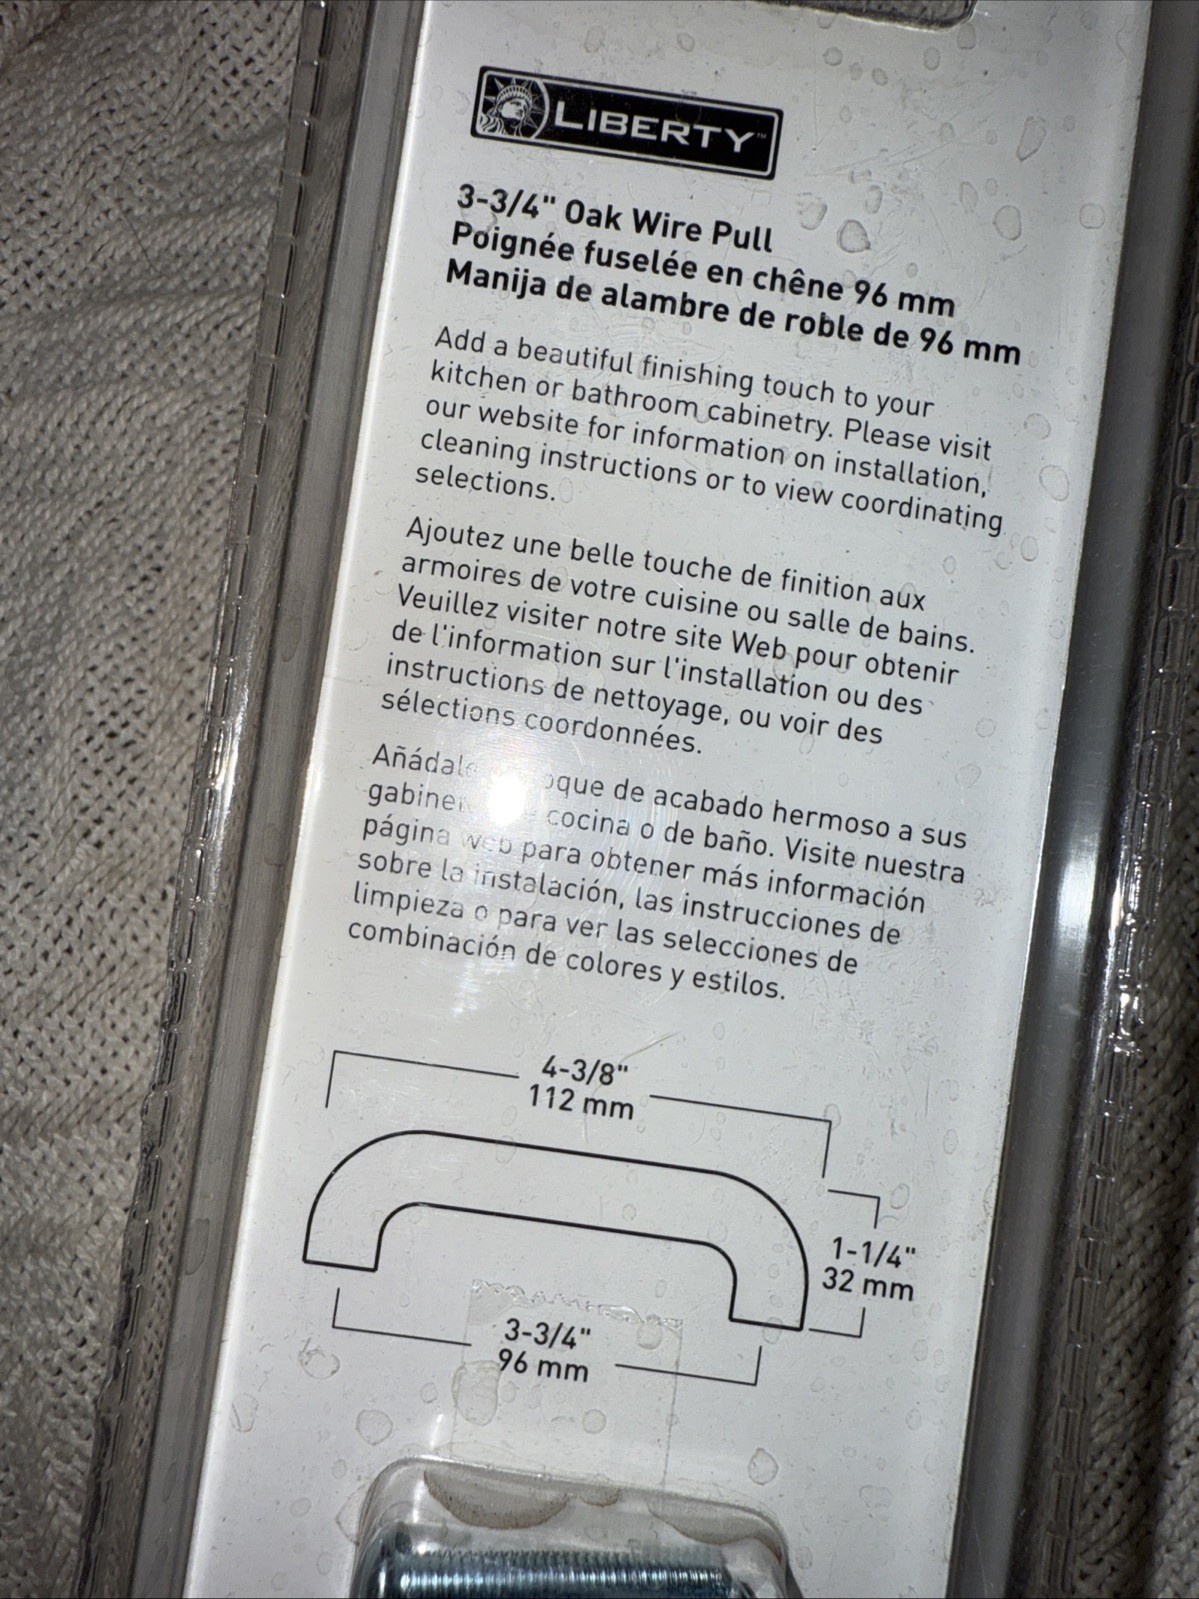 LIBERTY™
3-3/4" Oak Wire Pull
Poignée fuselée en chêne 96 mm
Manija de alambre de roble de 96 mm
Add a beautiful finishing touch to your
kitchen or bathroom cabinetry. Please visit
our website for information on installation,
cleaning instructions or to view coordinating
selections.
Ajoutez une belle touche de finition aux
armoires de votre cuisine ou salle de bains.
Veuillez visiter notre site Web pour obtenir
de l'information sur l'installation ou des
instructions de nettoyage, ou voir des
sélections coordonnées.
de acabado hermoso a sus
cocina o de baño. Visite nuestra
página web para obtener más información
sobre la instalación, las instrucciones de
limpieza o para ver las selecciones de
combinación de colores y estilos.
4-3/8"
112 mm
1-1/4"
32 mm
3-3/4"
96 mm